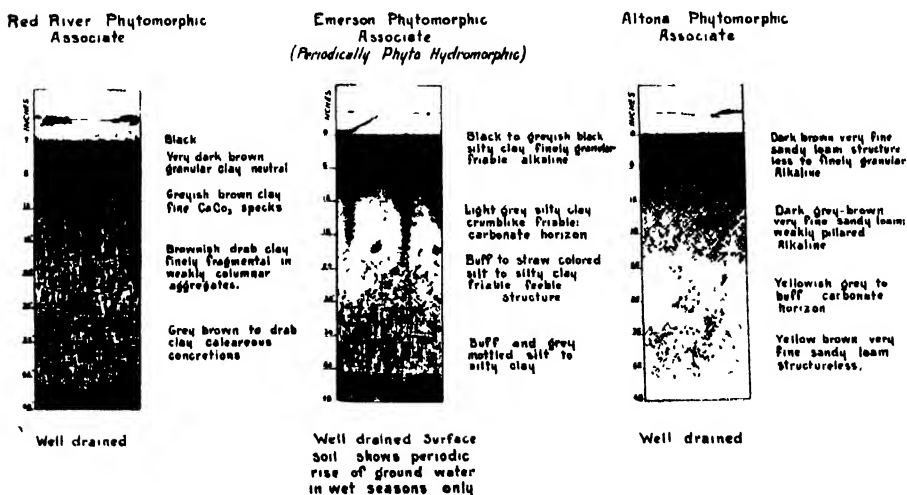 Red River Phytomorphic
Associate
INCHES
Black
Very dark brown
granular clay neutral
Greyish brown clay
fine CaCo₃ specks
Brownish drab clay
finely fragmental in
weakly columnar
aggregates.
Grey brown to drab
clay calcareous
concretions
Well drained
Emerson Phytomorphic
Associate
(Periodically Phyto Hydromorphic)
INCHES
Black to greyish black
silty clay finely granular
friable alkaline
Light grey silty clay
crumblike friable:
carbonate horizon
Buff to straw colored
silt to silty clay
friable feeble
structure
Buff and grey
mottled silt to
silty clay
Well drained Surface
soil shows periodic
rise of ground water
in wet seasons only
Altona Phytomorphic
Associate
INCHES
Dark brown very fine
sandy loam structure
less to finely granular
Alkaline
Dark grey-brown
very fine sandy loam;
weakly pillared
Alkaline
Yellowish grey to
buff carbonate
horizon
Yellow brown very
fine sandy loam
structureless.
Well drained